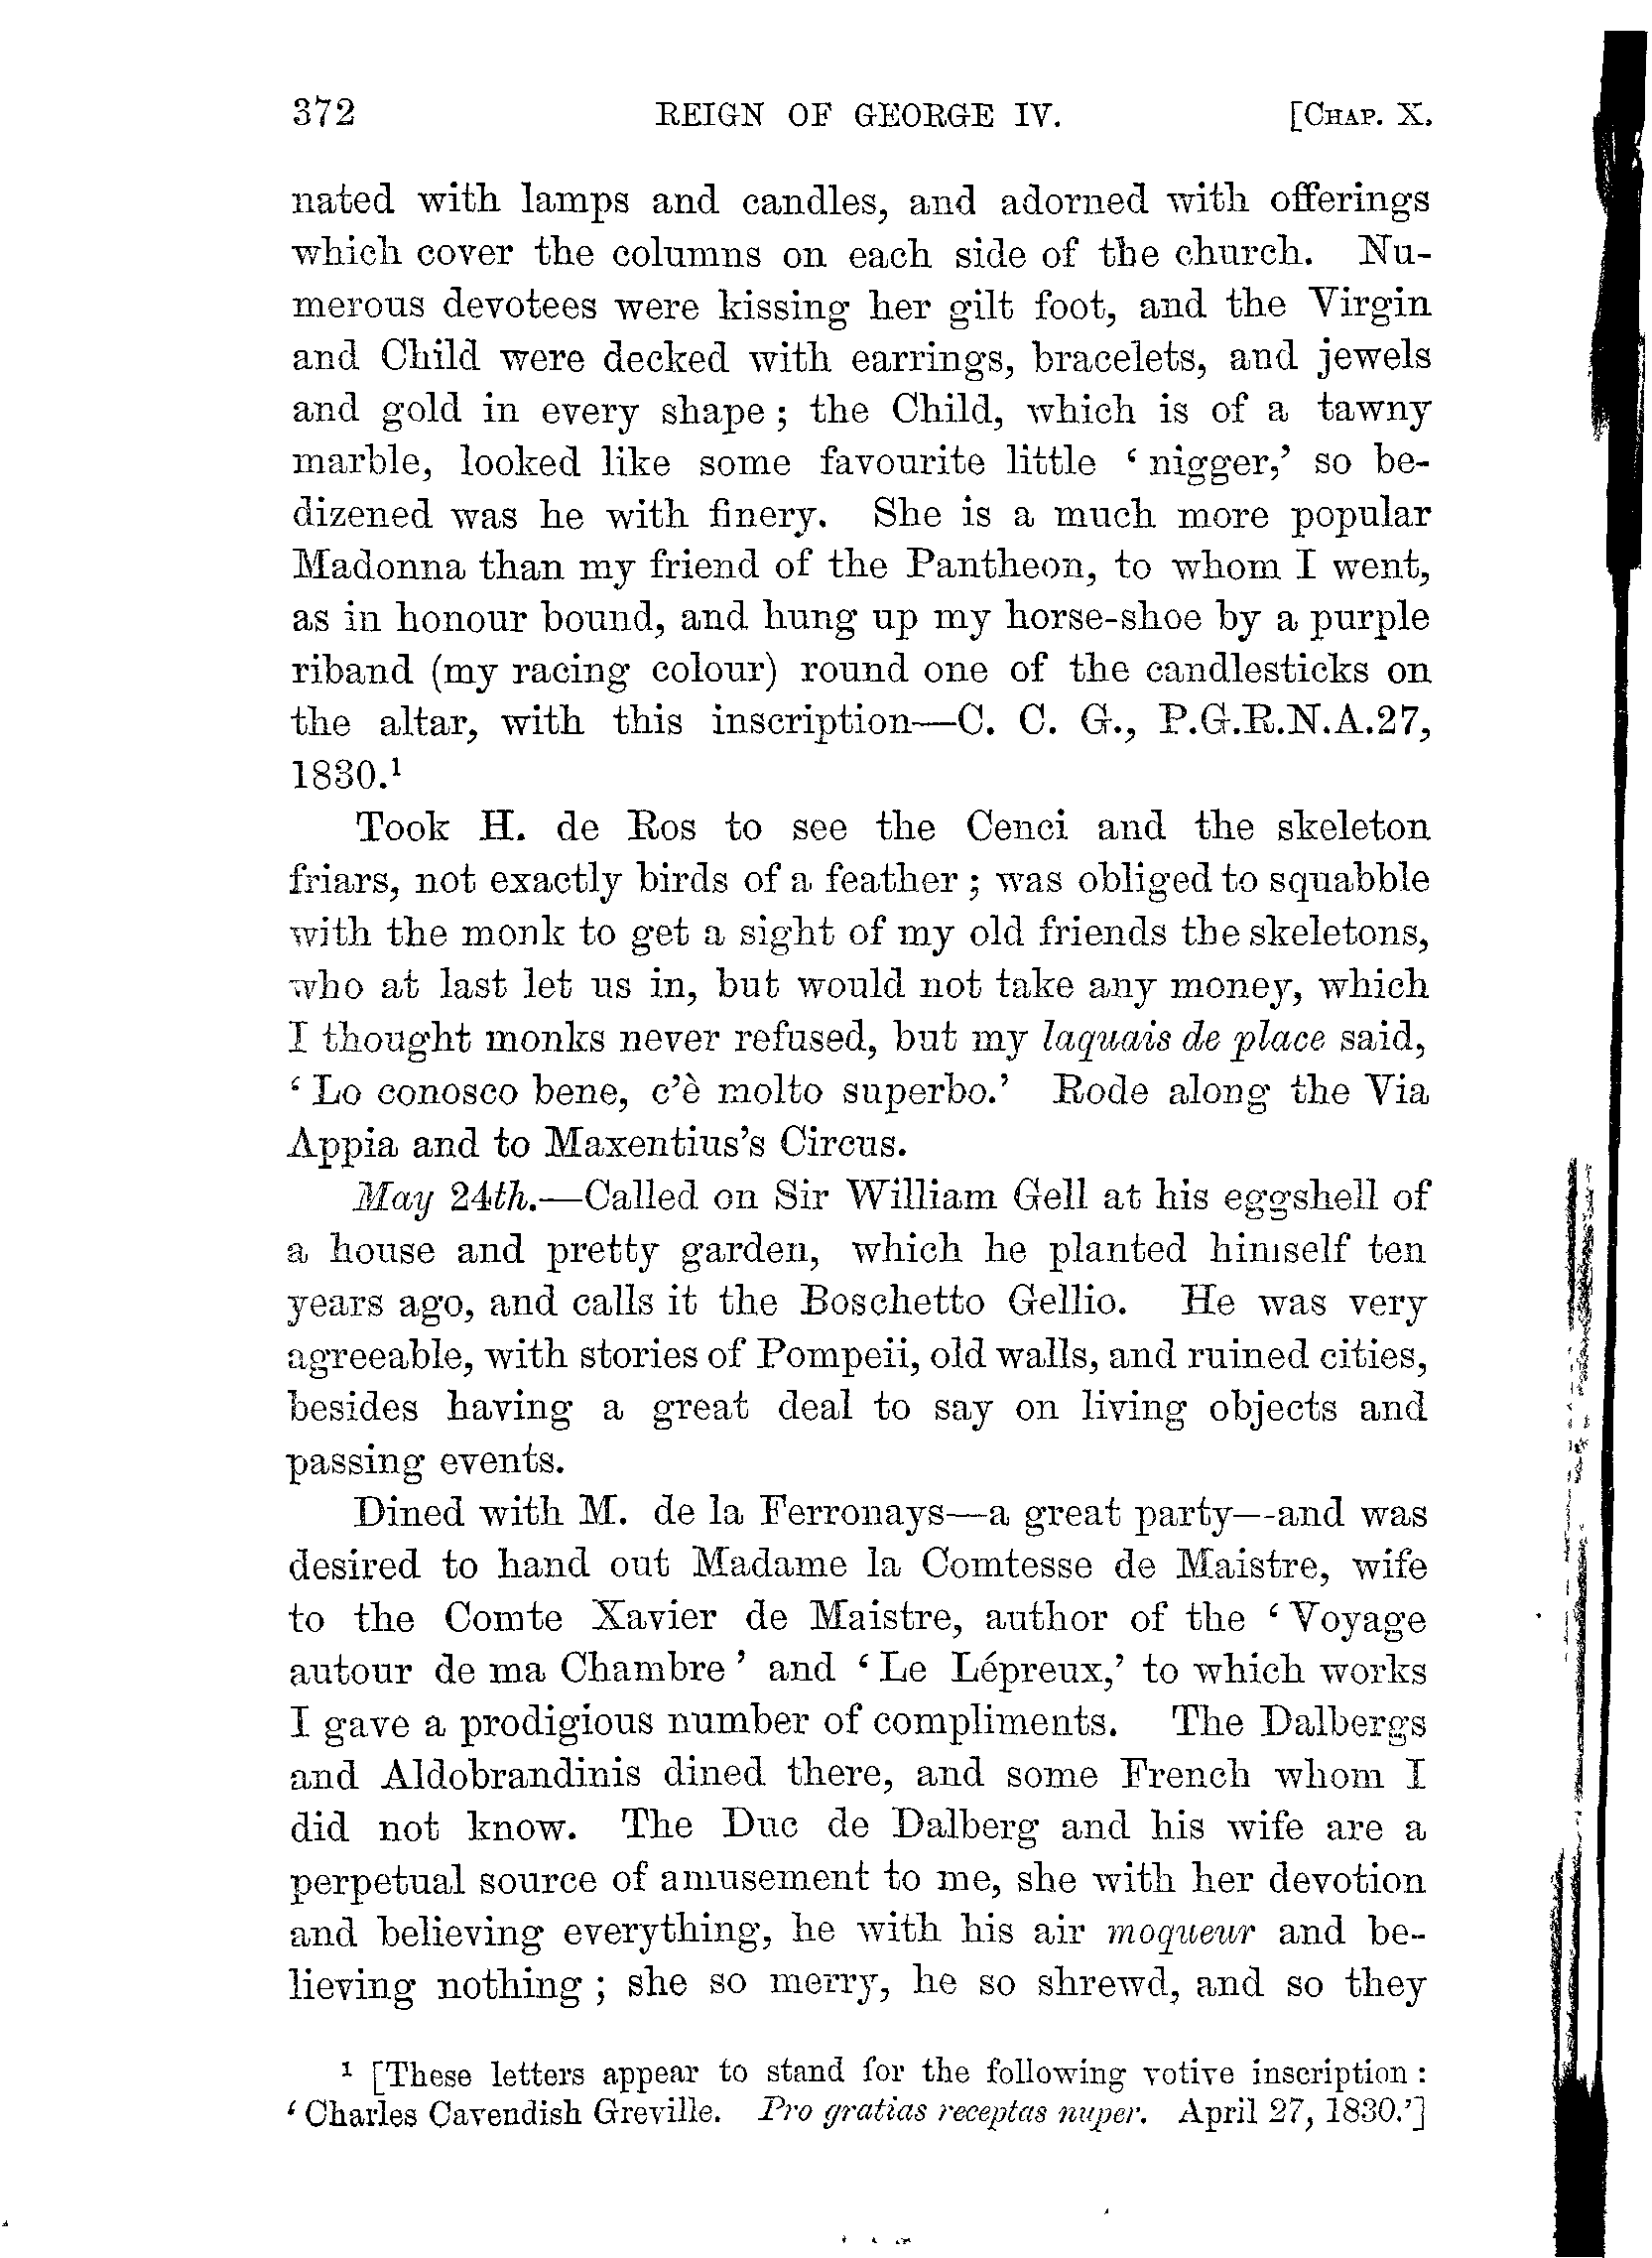 372 REIGN OF GEORGE IV. [CHAP. X.
nated with lamps and candles, and adorned with offerings
which cover the columns on each side of the church. Nu-
merous devotees were kissing her gilt foot, and the Virgin
and Child were decked with earrings, bracelets, and jewels
and gold in every shape; the Child, which is of a tawny
marble, looked like some favourite little ‘nigger,’ so be-
dizened was he with finery. She is a much more popular
Madonna than my friend of the Pantheon, to whom I went,
as in honour bound, and hung up my horse-shoe by a purple
riband (my racing colour) round one of the candlesticks on
the altar, with this inscription—C. C. G., P.G.R.N.A.27,
1830.¹
Took H. de Ros to see the Cenci and the skeleton
friars, not exactly birds of a feather; was obliged to squabble
with the monk to get a sight of my old friends the skeletons,
who at last let us in, but would not take any money, which
I thought monks never refused, but my laquais de place said,
‘Lo conosco bene, c’è molto superbo.’ Rode along the Via
Appia and to Maxentius’s Circus.
May 24th.—Called on Sir William Gell at his eggshell of
a house and pretty garden, which he planted himself ten
years ago, and calls it the Boschetto Gellio. He was very
agreeable, with stories of Pompeii, old walls, and ruined cities,
besides having a great deal to say on living objects and
passing events.
Dined with M. de la Ferronays—a great party—and was
desired to hand out Madame la Comtesse de Maistre, wife
to the Comte Xavier de Maistre, author of the ‘Voyage
autour de ma Chambre’ and ‘Le Lépreux,’ to which works
I gave a prodigious number of compliments. The Dalbergs
and Aldobrandinis dined there, and some French whom I
did not know. The Duc de Dalberg and his wife are a
perpetual source of amusement to me, she with her devotion
and believing everything, he with his air moqueur and be-
lieving nothing; she so merry, he so shrewd, and so they
¹ [These letters appear to stand for the following votive inscription:
‘Charles Cavendish Greville. Pro gratias receptas nuper. April 27, 1830.’]